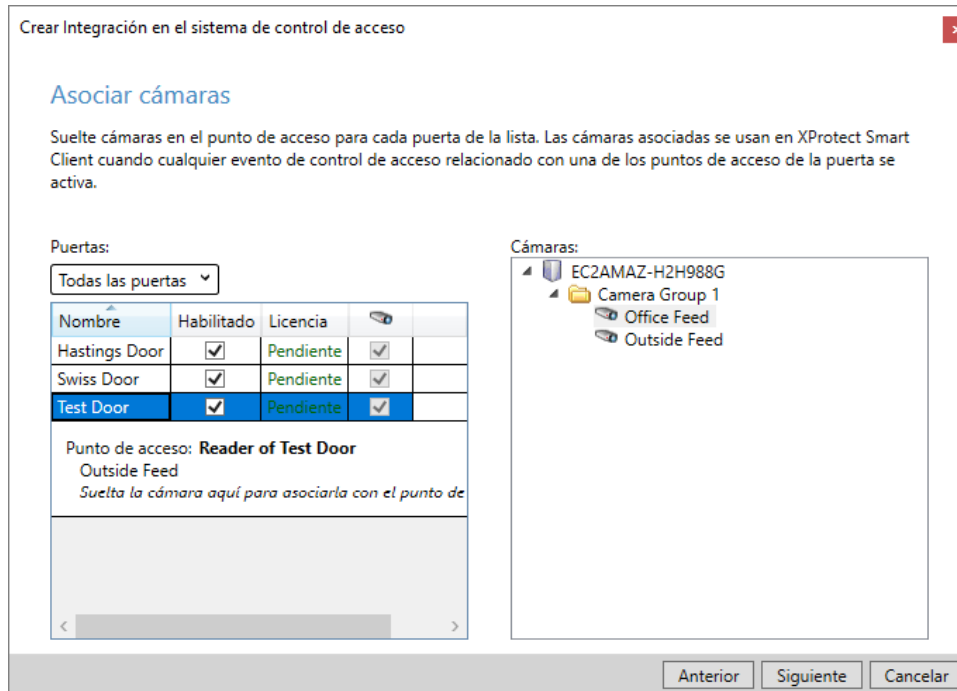 Crear Integración en el sistema de control de acceso
Asociar cámaras
Suelte cámaras en el punto de acceso para cada puerta de la lista. Las cámaras asociadas se usan en XProtect Smart
Client cuando cualquier evento de control de acceso relacionado con una de los puntos de acceso de la puerta se
activa.
Puertas:
Todas las puertas
Nombre Habilitado Licencia
Hastings Door Pendiente
Swiss Door Pendiente
Test Door Pendiente
Punto de acceso: Reader of Test Door
Outside Feed
Suelta la cámara aquí para asociarla con el punto de
Cámaras:
EC2AMAZ-H2H988G
Camera Group 1
Office Feed
Outside Feed
Anterior Siguiente Cancelar